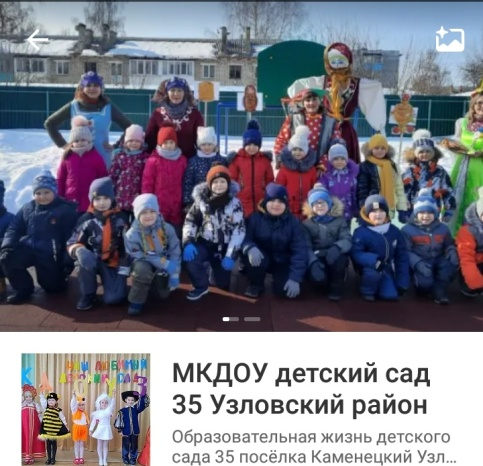 МКДОУ детский сад
35 Узловский район
Образовательная жизнь детского
сада 35 посёлка Каменецкий Узл...